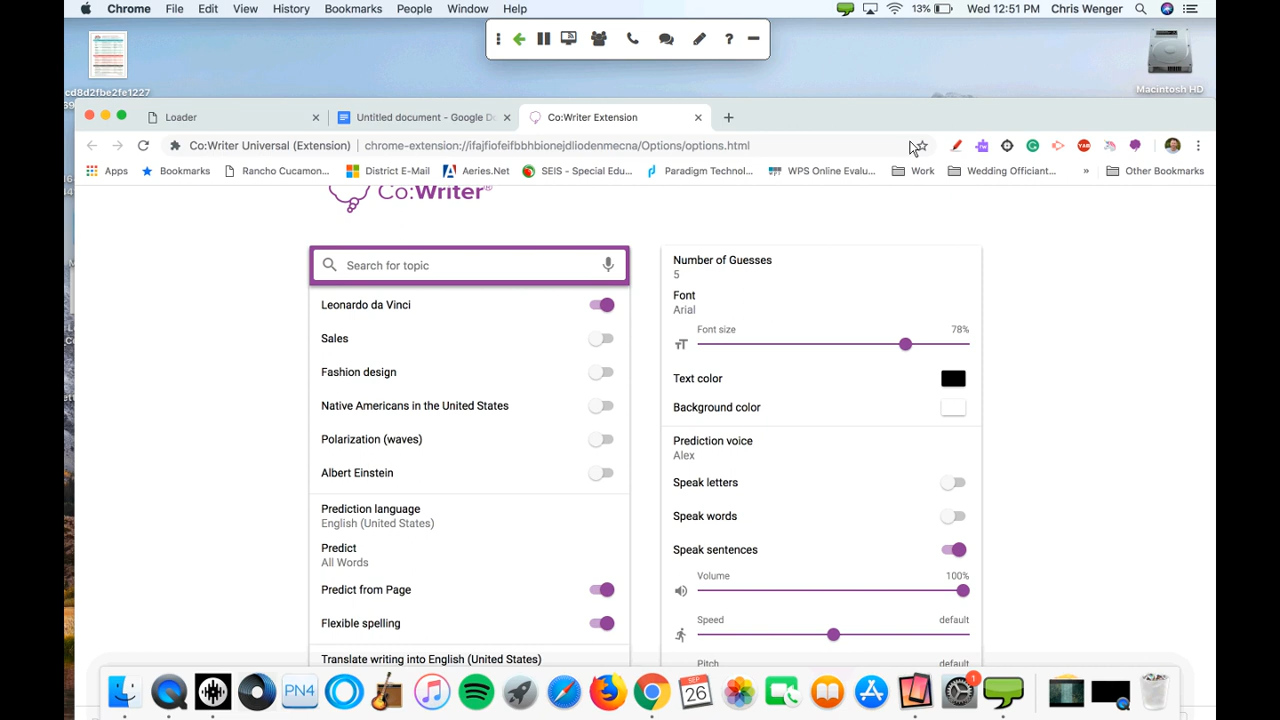 Chrome File Edit View History Bookmarks People Window Help 13% Wed 12:51 PM Chris Wenger
cd8d2fbe2fe1227
Macintosh HD
Loader Untitled document - Google Do Co:Writer Extension
Co:Writer Universal (Extension) chrome-extension://ifajfiofeifbbhbionejdliodenmecna/Options/options.html
Apps Bookmarks Rancho Cucamon... District E-Mail Aeries.Net SEIS - Special Edu... Paradigm Technol... WPS Online Evalu... Work Wedding Officiant... » Other Bookmarks
Co:Writer®
Search for topic
Leonardo da Vinci
Sales
Fashion design
Native Americans in the United States
Polarization (waves)
Albert Einstein
Prediction language
English (United States)
Predict
All Words
Predict from Page
Flexible spelling
Translate writing into English (United States)
Number of Guesses
5
Font
Arial
Font size 78%
Text color
Background color
Prediction voice
Alex
Speak letters
Speak words
Speak sentences
Volume 100%
Speed default
Pitch default
PN4
SEP
26
1